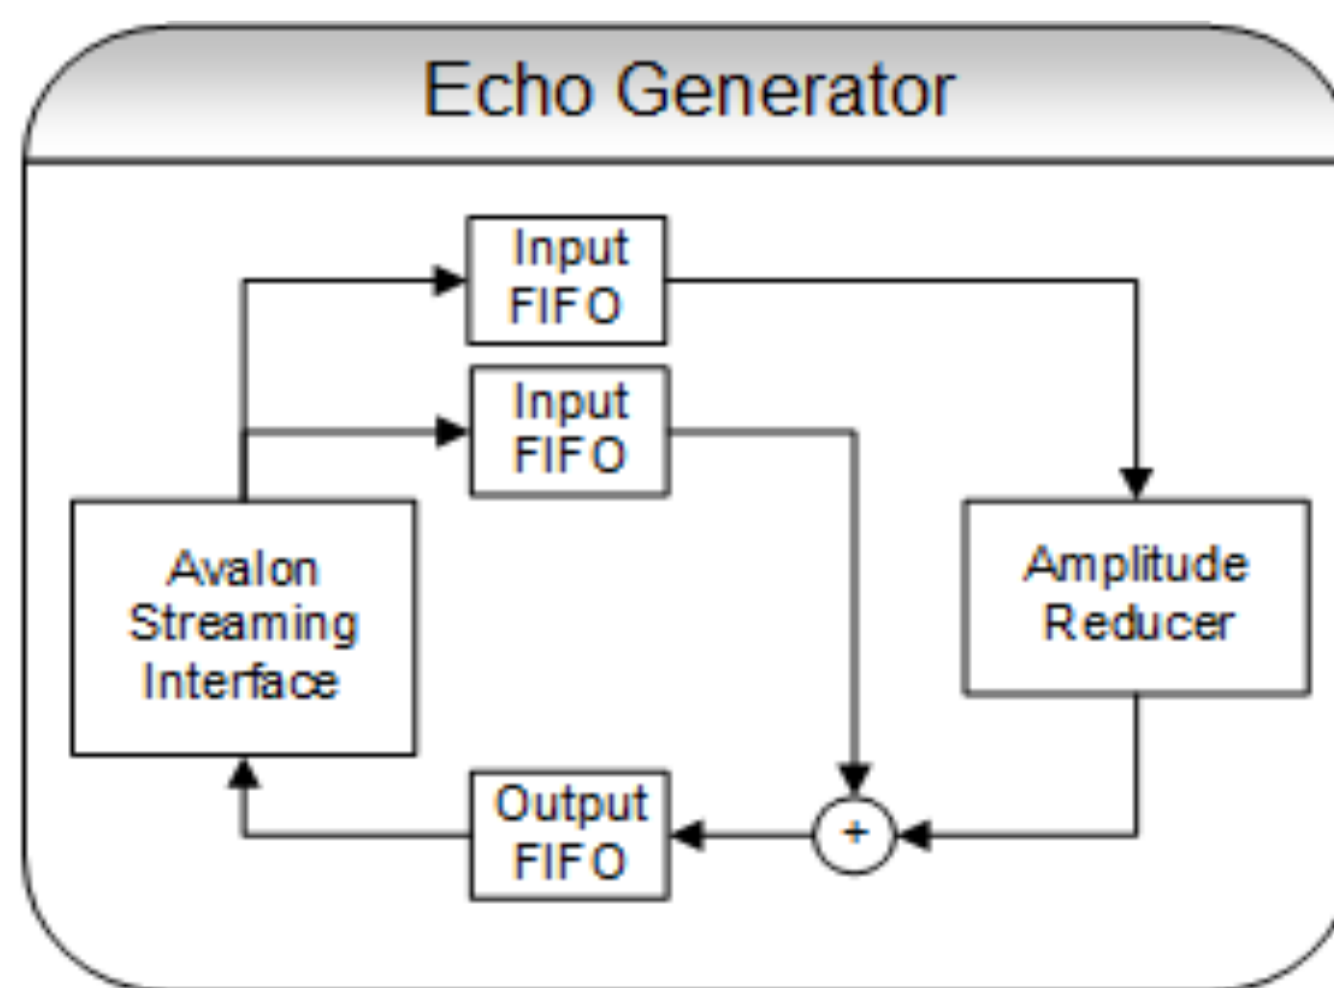 Echo Generator
Input
FIFO
Input
FIFO
Avalon
Streaming
Interface
Amplitude
Reducer
Output
FIFO
+